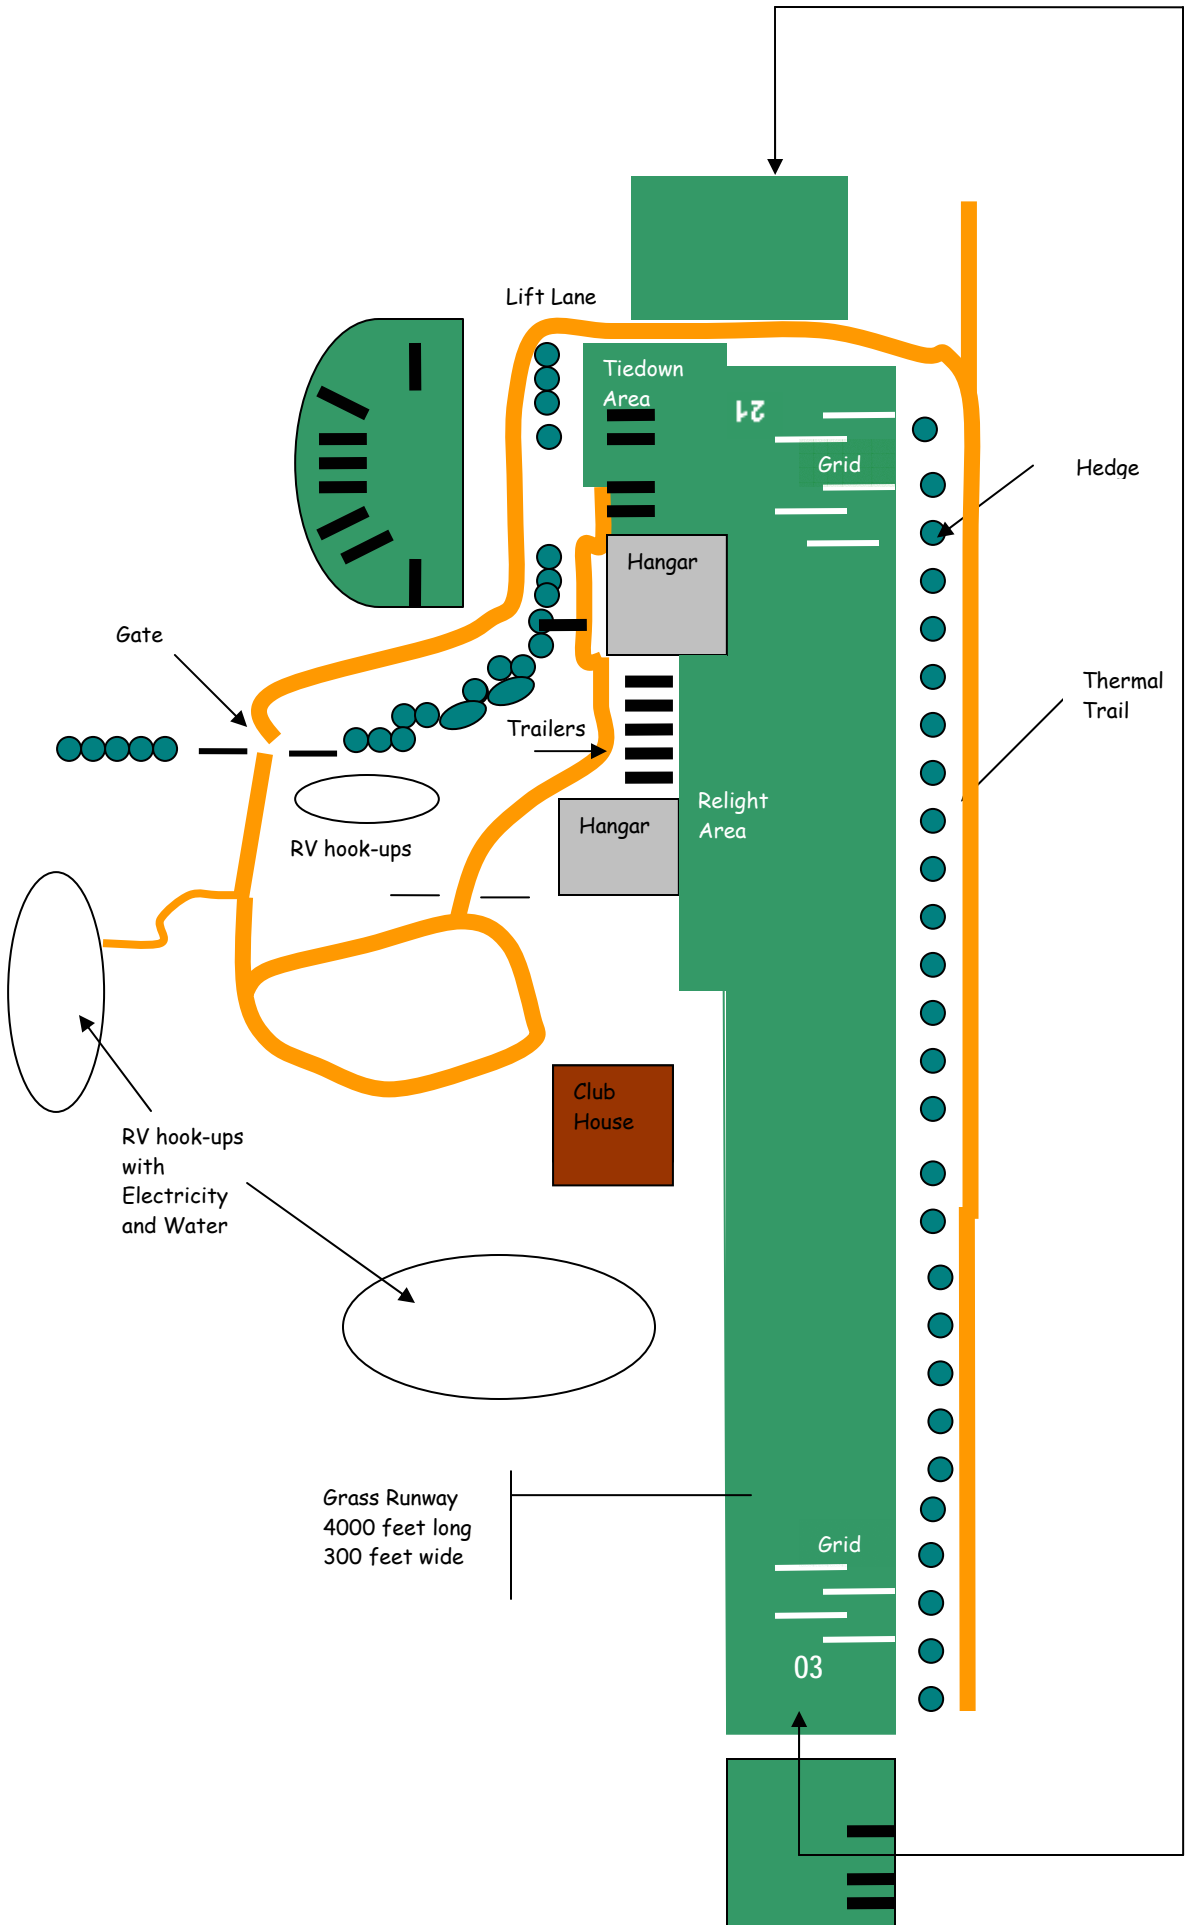 Lift Lane
Tiedown
Area
21
Grid
Hedge
Hangar
Gate
Thermal
Trail
Trailers
Relight
Area
Hangar
RV hook-ups
Club
House
RV hook-ups
with
Electricity
and Water
Grass Runway
4000 feet long
300 feet wide
Grid
03